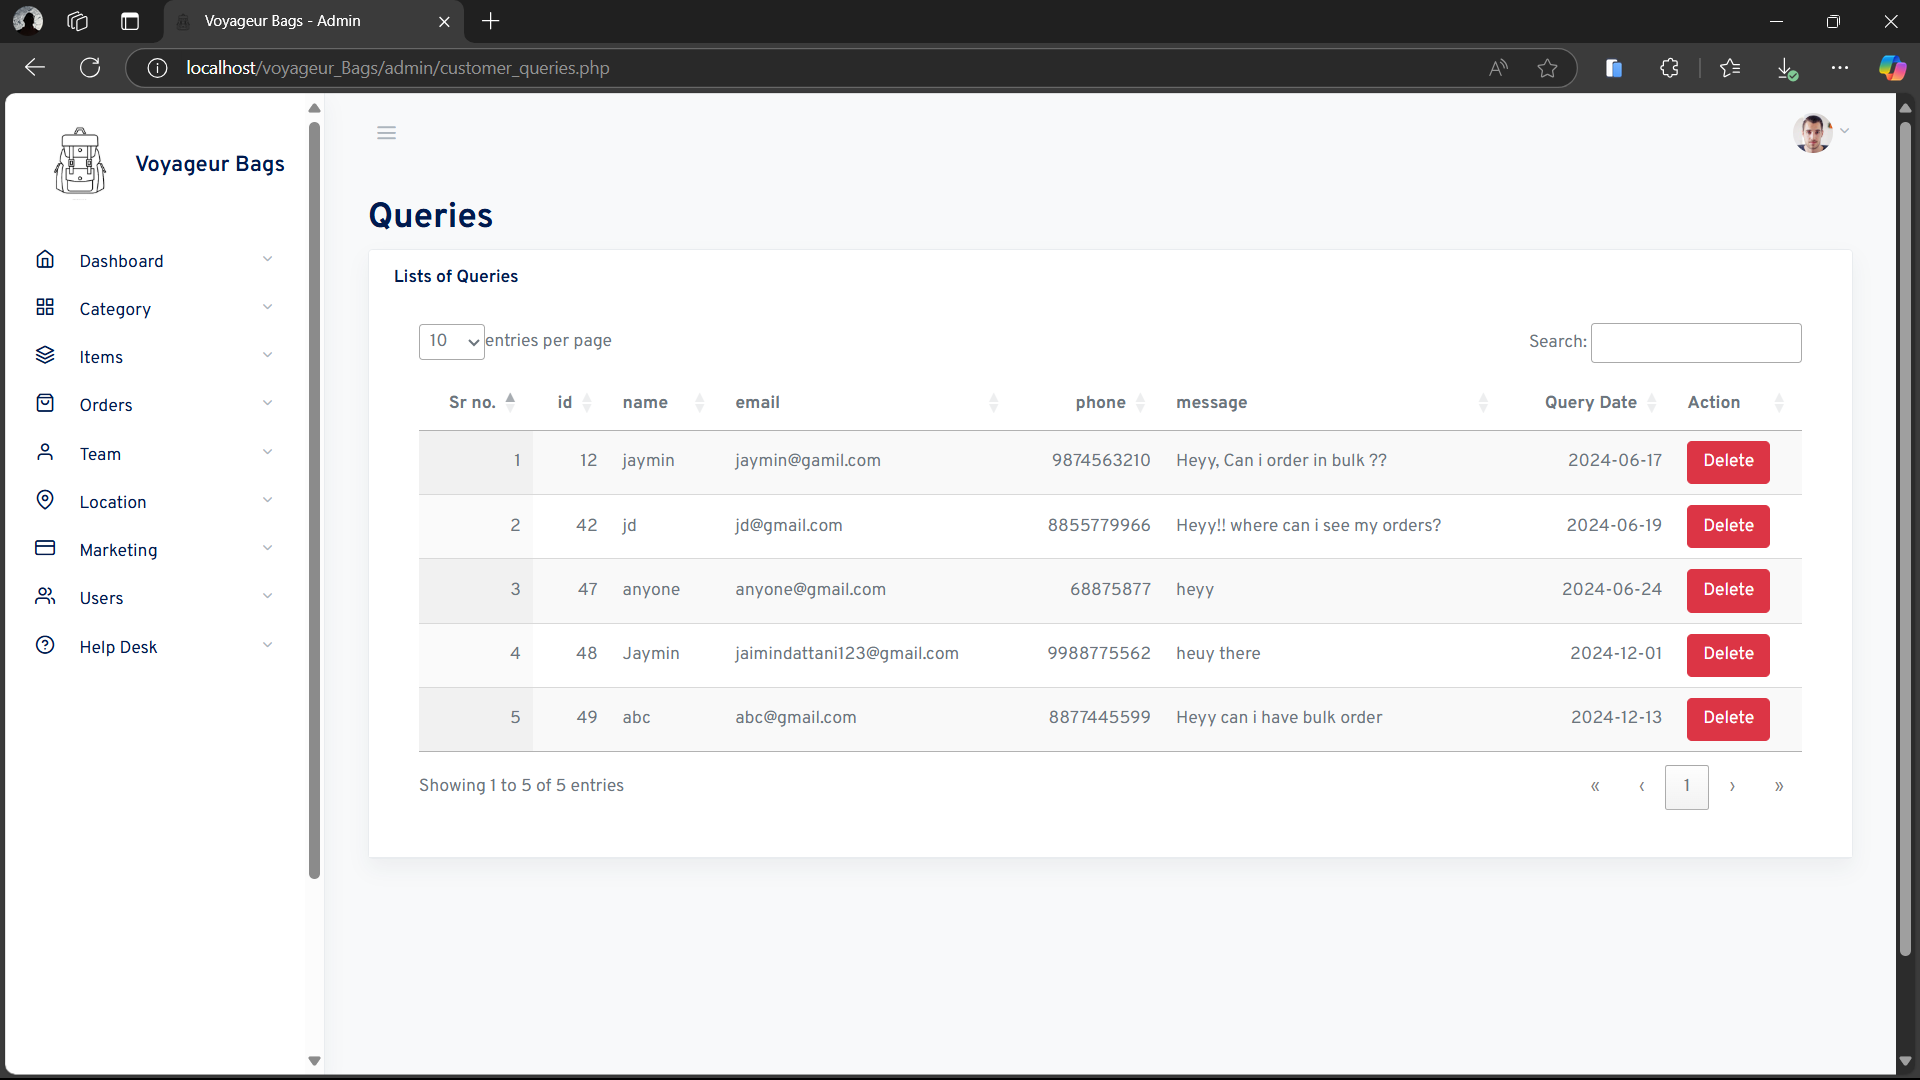 Voyageur Bags - Admin
localhost/voyageur_Bags/admin/customer_queries.php
Voyageur Bags
Dashboard
Category
Items
Orders
Team
Location
Marketing
Users
Help Desk
Queries
Lists of Queries
10 entries per page
Search:
Sr no. id name email phone message Query Date Action
1 12 jaymin jaymin@gamil.com 9874563210 Heyy, Can i order in bulk ?? 2024-06-17 Delete
2 42 jd jd@gmail.com 8855779966 Heyy!! where can i see my orders? 2024-06-19 Delete
3 47 anyone anyone@gmail.com 68875877 heyy 2024-06-24 Delete
4 48 Jaymin jaimindattani123@gmail.com 9988775562 heuy there 2024-12-01 Delete
5 49 abc abc@gmail.com 8877445599 Heyy can i have bulk order 2024-12-13 Delete
Showing 1 to 5 of 5 entries
« ‹ 1 › »